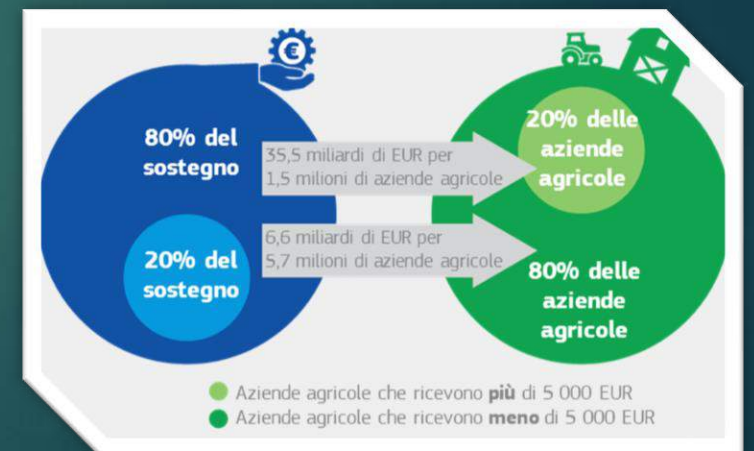 €
80% del
sostegno
35,5 miliardi di EUR per
1,5 milioni di aziende agricole
20% delle
aziende
agricole
20% del
sostegno
6,6 miliardi di EUR per
5,7 milioni di aziende agricole
80% delle
aziende
agricole
Aziende agricole che ricevono più di 5 000 EUR
Aziende agricole che ricevono meno di 5 000 EUR